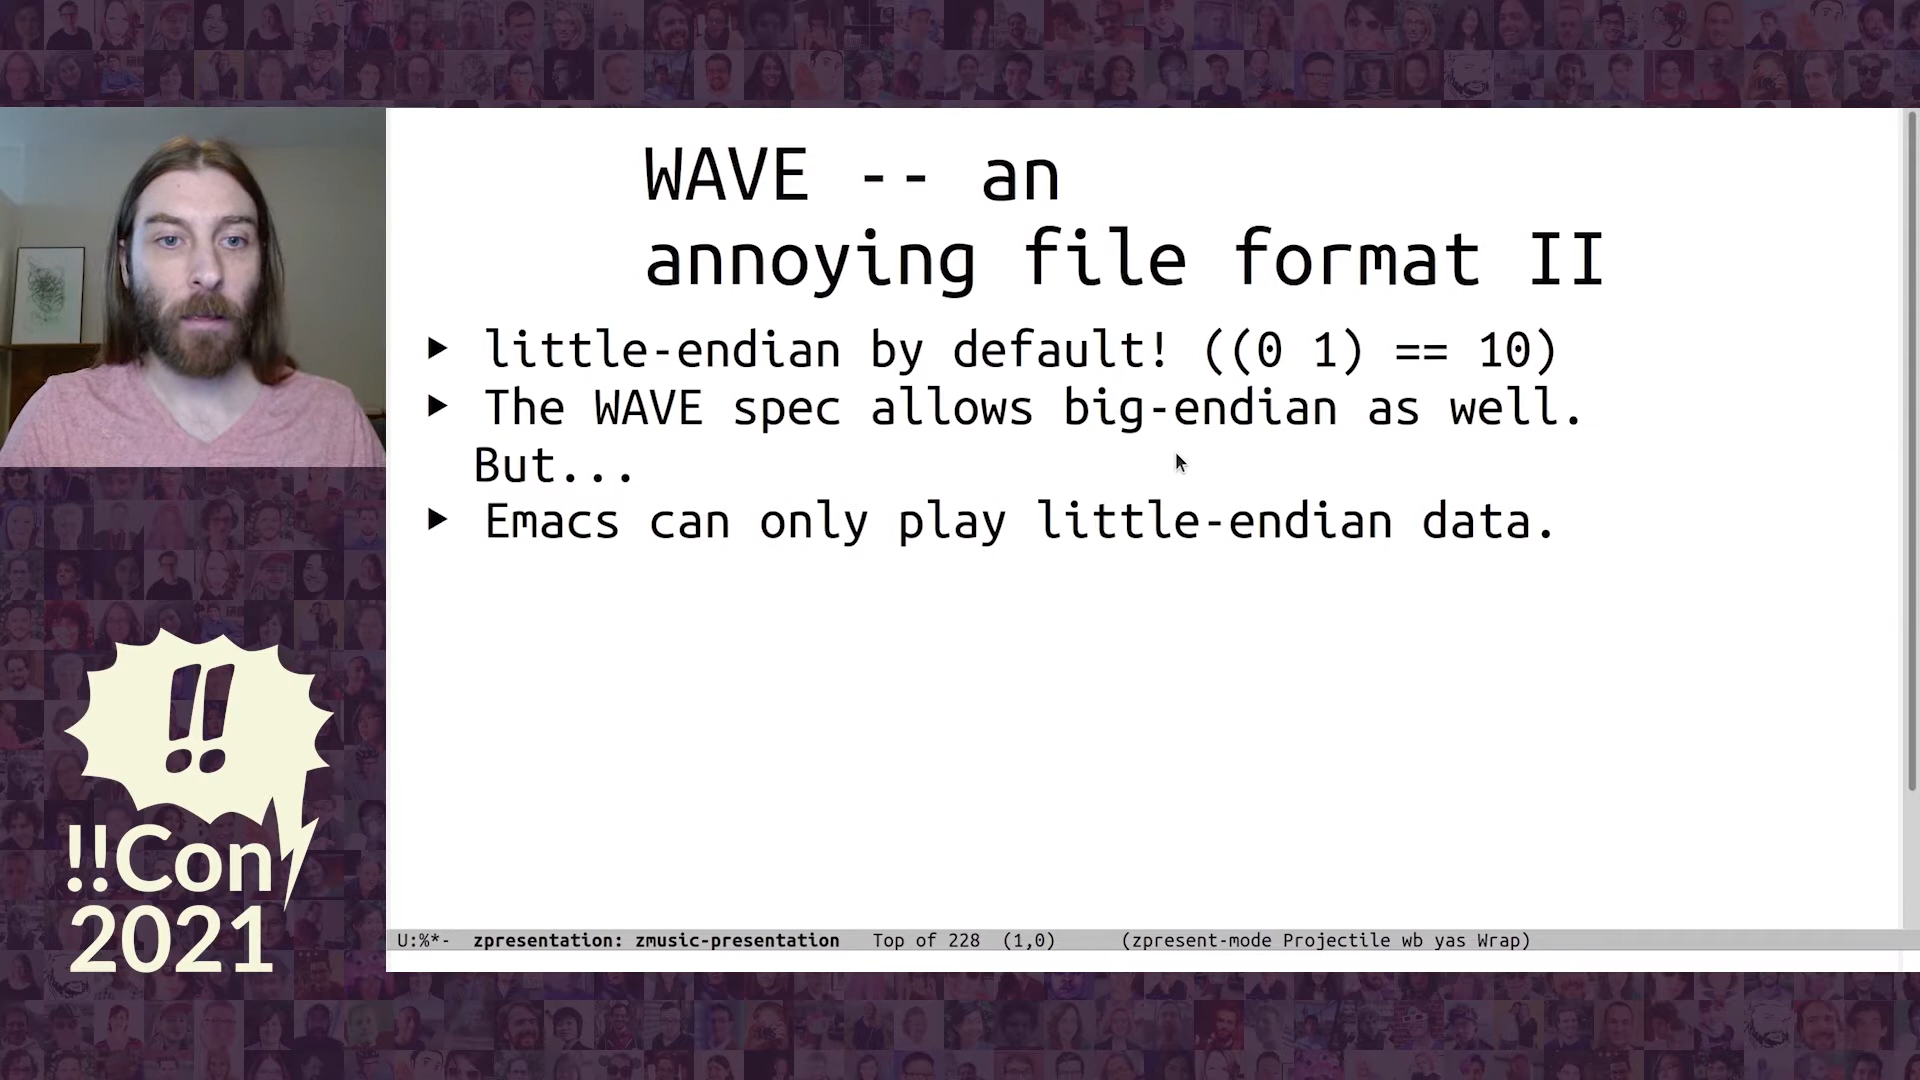 WAVE -- an
annoying file format II
▶ little-endian by default! ((0 1) == 10)
▶ The WAVE spec allows big-endian as well.
But...
▶ Emacs can only play little-endian data.
U:%*-  zpresentation: zmusic-presentation   Top of 228  (1,0)      (zpresent-mode Projectile wb yas Wrap)
!!
!!Con
2021